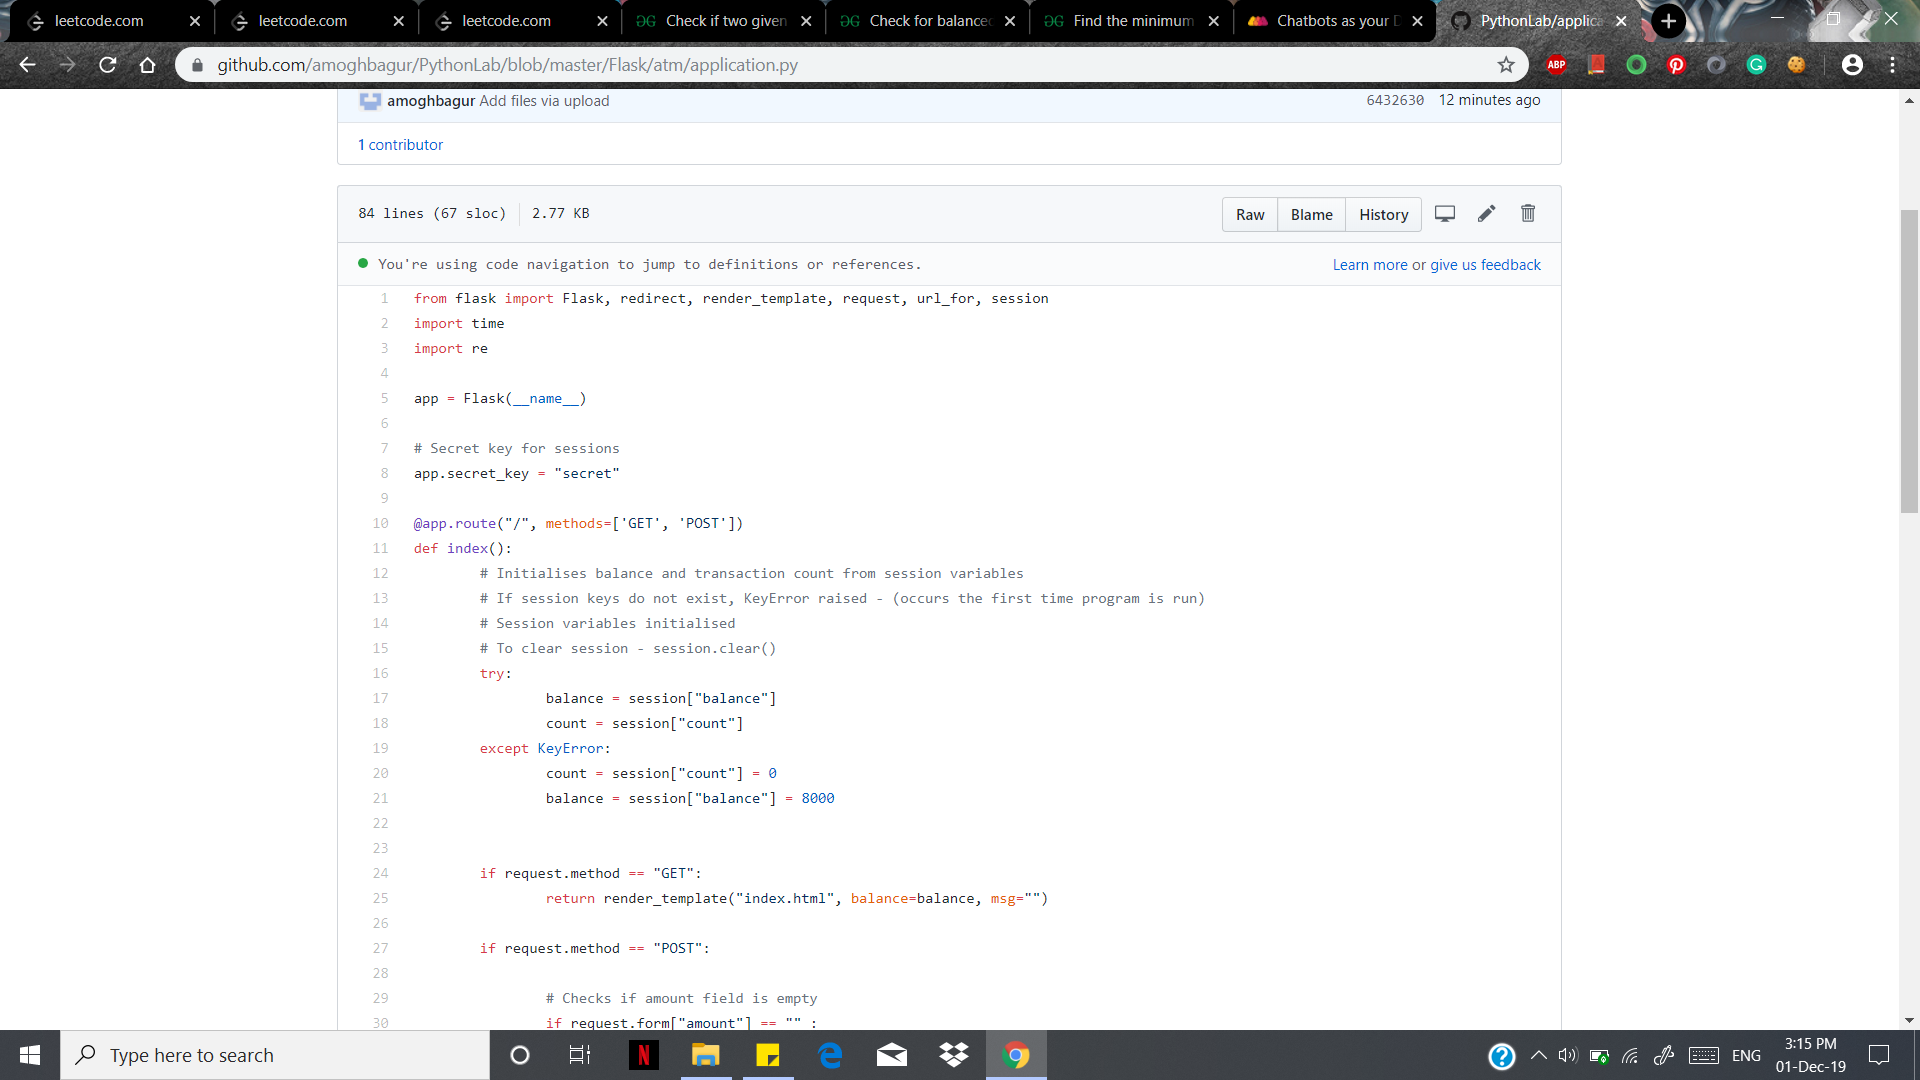 leetcode.com
leetcode.com
leetcode.com
Check if two given
Check for balance
Find the minimum
Chatbots as your D
PythonLab/applica
github.com/amoghbagur/PythonLab/blob/master/Flask/atm/application.py
ABP
amoghbagur Add files via upload
6432630 12 minutes ago
1 contributor
84 lines (67 sloc) 2.77 KB
Raw Blame History
You're using code navigation to jump to definitions or references.
Learn more or give us feedback
1 from flask import Flask, redirect, render_template, request, url_for, session
2 import time
3 import re
4
5 app = Flask(__name__)
6
7 # Secret key for sessions
8 app.secret_key = "secret"
9
10 @app.route("/", methods=['GET', 'POST'])
11 def index():
12 # Initialises balance and transaction count from session variables
13 # If session keys do not exist, KeyError raised - (occurs the first time program is run)
14 # Session variables initialised
15 # To clear session - session.clear()
16 try:
17 balance = session["balance"]
18 count = session["count"]
19 except KeyError:
20 count = session["count"] = 0
21 balance = session["balance"] = 8000
22
23
24 if request.method == "GET":
25 return render_template("index.html", balance=balance, msg="")
26
27 if request.method == "POST":
28
29 # Checks if amount field is empty
30 if request.form["amount"] == "" :
Type here to search
N
ENG
3:15 PM
01-Dec-19